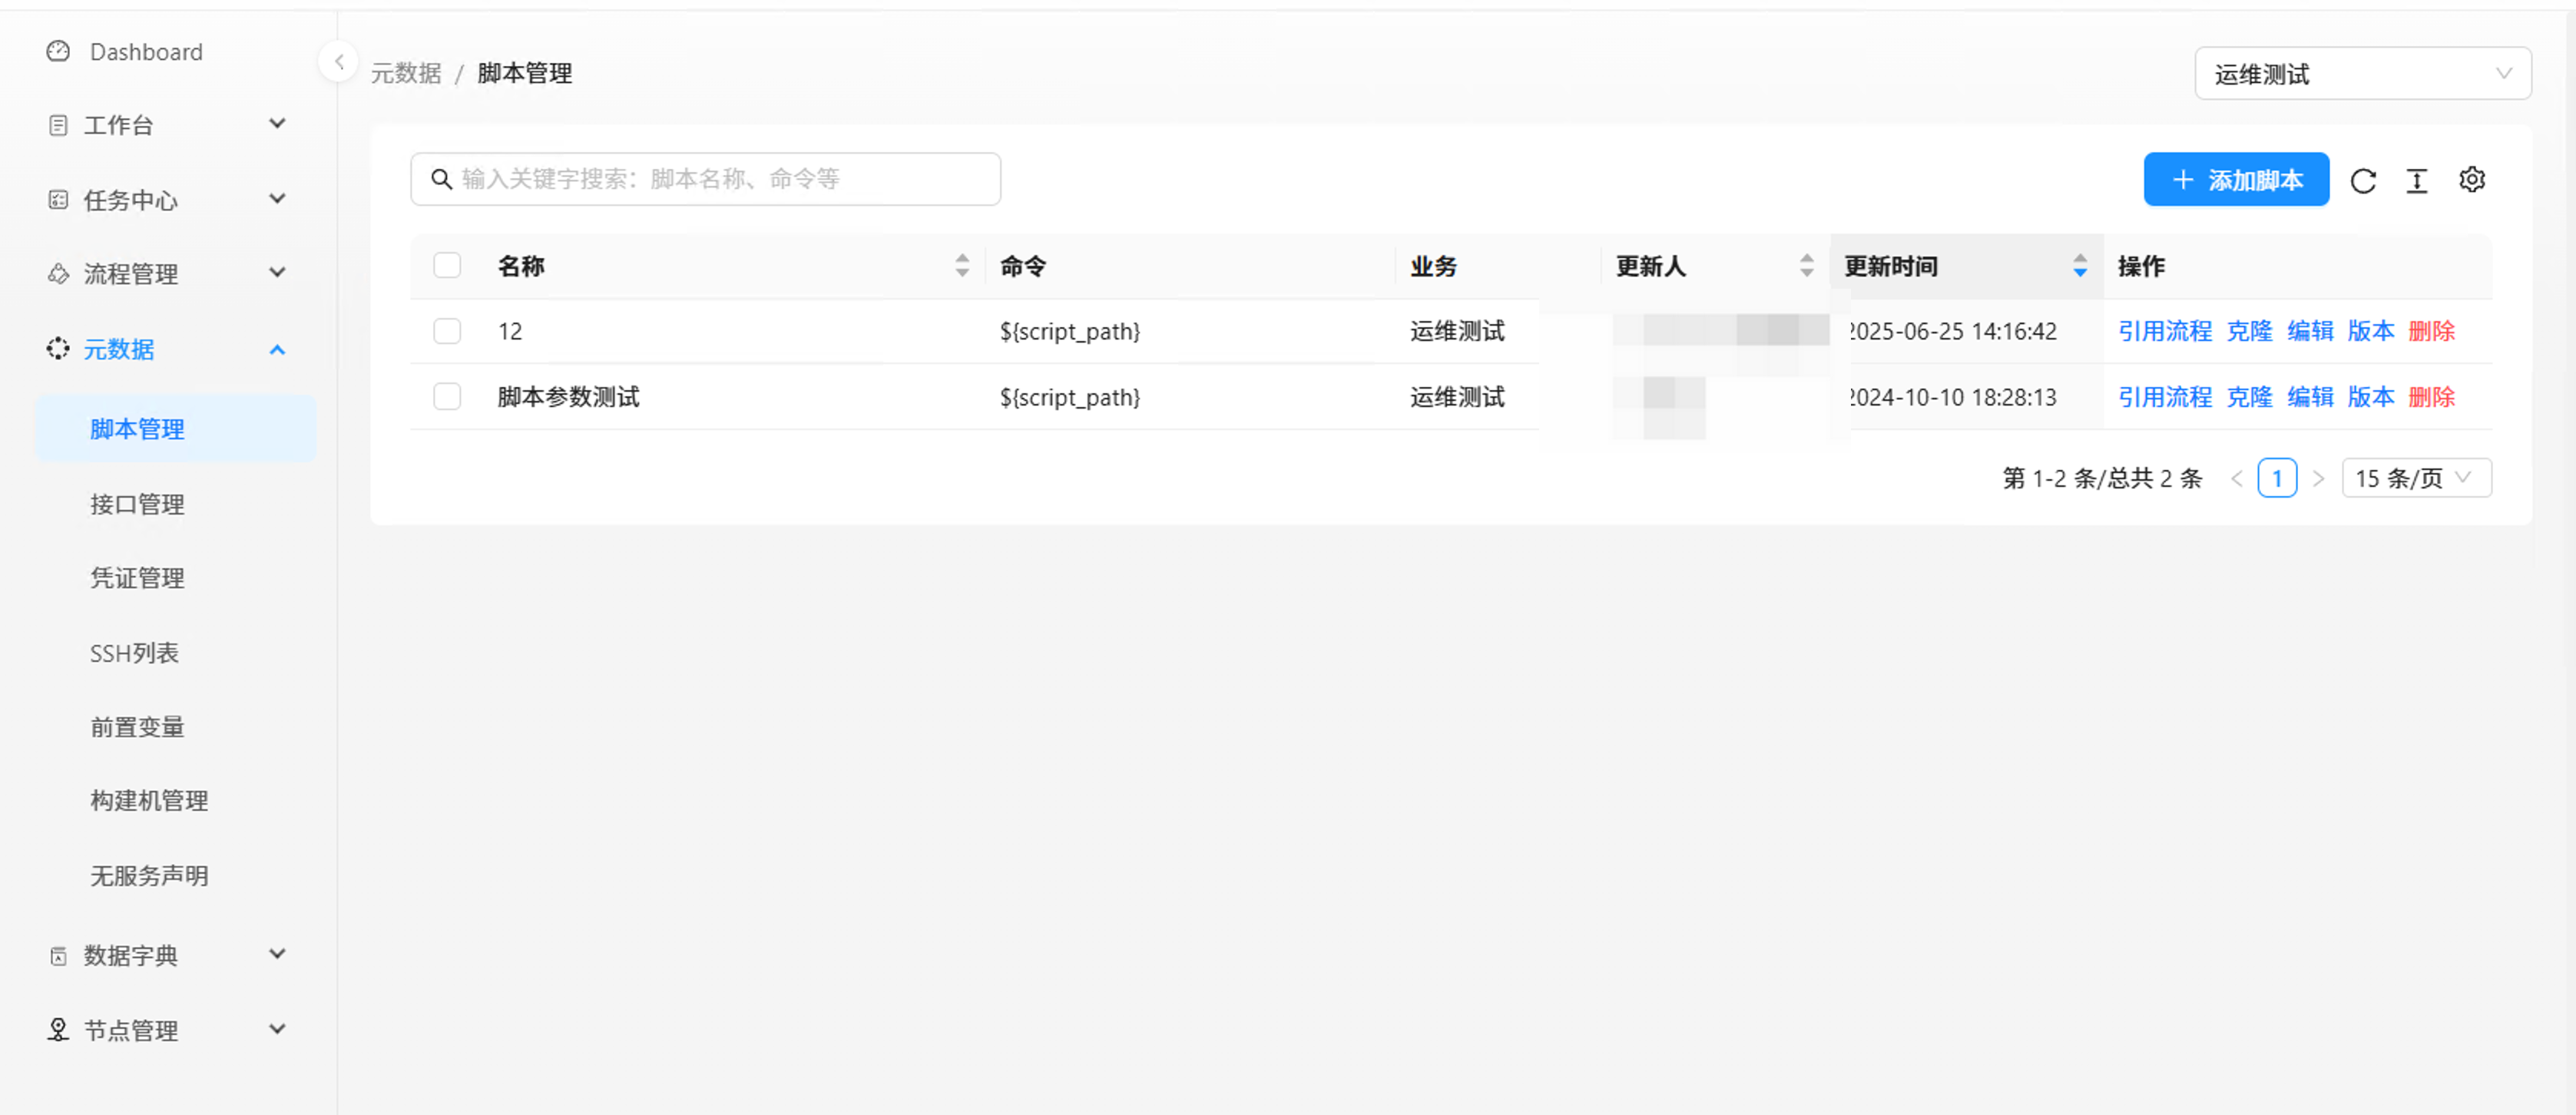 Dashboard
工作台
任务中心
流程管理
元数据
脚本管理
接口管理
凭证管理
SSH列表
前置变量
构建机管理
无服务声明
数据字典
节点管理
元数据 / 脚本管理
运维测试
输入关键字搜索：脚本名称、命令等
+ 添加脚本
名称 命令 业务 更新人 更新时间 操作
12 ${script_path} 运维测试 2025-06-25 14:16:42 引用流程 克隆 编辑 版本 删除
脚本参数测试 ${script_path} 运维测试 2024-10-10 18:28:13 引用流程 克隆 编辑 版本 删除
第 1-2 条/总共 2 条 < 1 > 15 条/页